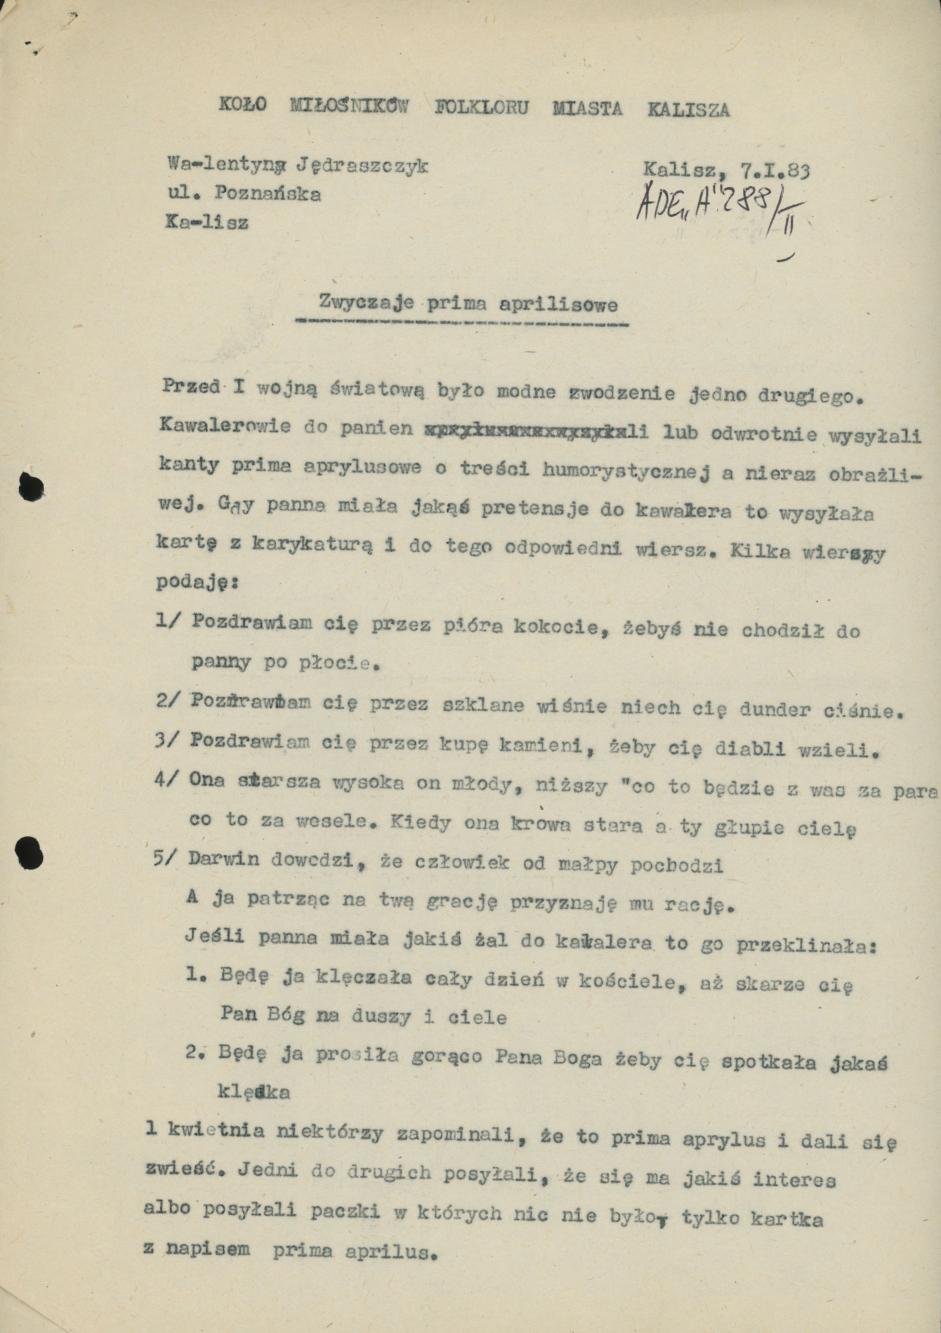 KOŁO MIŁOŚNIKÓW FOLKLORU MIASTA KALISZA
Wa-lentyna Jędraszczyk
Kalisz, 7.I.83
ul. Poznańska
ADE „A" 288/II
Ka-lisz
Zwyczaje prima aprilisowe
Przed I wojną światową było modne zwodzenie jedno drugiego.
Kawalerowie do panien li lub odwrotnie wysyłali
kanty prima aprylusowe o treści humorystycznej a nieraz obraźli-
wej. Gdy panna miała jakąś pretensje do kawalera to wysyłała
kartę z karykaturą i do tego odpowiedni wiersz. Kilka wierszy
podaję:
1/ Pozdrawiam cię przez pióra kokocie, żebyś nie chodził do
panny po płocie.
2/ Pozdrawiam cię przez szklane wiśnie niech cię dunder ciśnie.
3/ Pozdrawiam cię przez kupę kamieni, żeby cię diabli wzieli.
4/ Ona starsza wysoka on młody, niższy "co to będzie z was za para
co to za wesele. Kiedy ona krowa stara a ty głupie cielę
5/ Darwin dowodzi, że człowiek od małpy pochodzi
A ja patrząc na twą grację przyznaję mu rację.
Jeśli panna miała jakiś żal do kawalera to go przeklinała:
1. Będę ja klęczała cały dzień w kościele, aż skarze cię
Pan Bóg na duszy i ciele
2. Będę ja prosiła gorąco Pana Boga żeby cię spotkała jakaś
klęska
1 kwietnia niektórzy zapominali, że to prima aprylus i dali się
zwieść. Jedni do drugich posyłali, że się ma jakiś interes
albo posyłali paczki w których nic nie było, tylko kartka
z napisem prima aprilus.